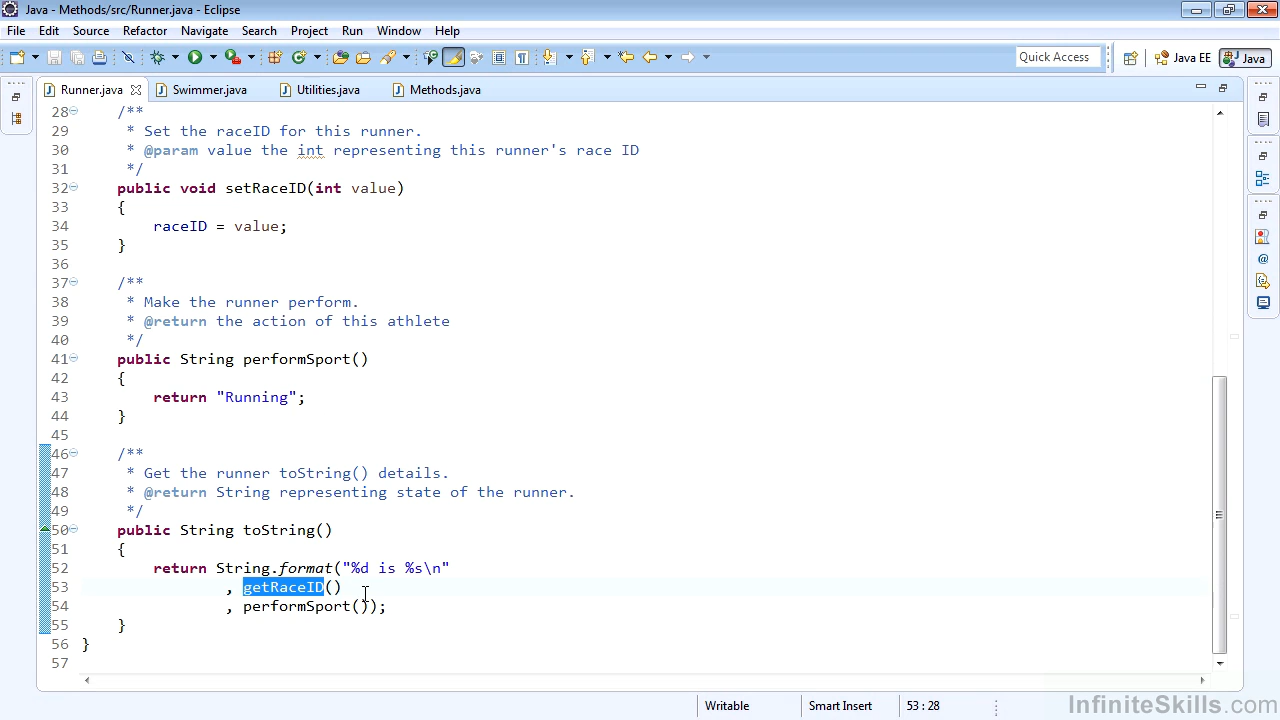 Java - Methods/src/Runner.java - Eclipse
File Edit Source Refactor Navigate Search Project Run Window Help
Quick Access Java EE Java
Runner.java Swimmer.java Utilities.java Methods.java
28 /**
29 * Set the raceID for this runner.
30 * @param value the int representing this runner's race ID
31 */
32 public void setRaceID(int value)
33 {
34 raceID = value;
35 }
36
37 /**
38 * Make the runner perform.
39 * @return the action of this athlete
40 */
41 public String performSport()
42 {
43 return "Running";
44 }
45
46 /**
47 * Get the runner toString() details.
48 * @return String representing state of the runner.
49 */
50 public String toString()
51 {
52 return String.format("%d is %s\n"
53 , getRaceID()
54 , performSport());
55 }
56 }
57
Writable Smart Insert 53 : 28
InfiniteSkills.com